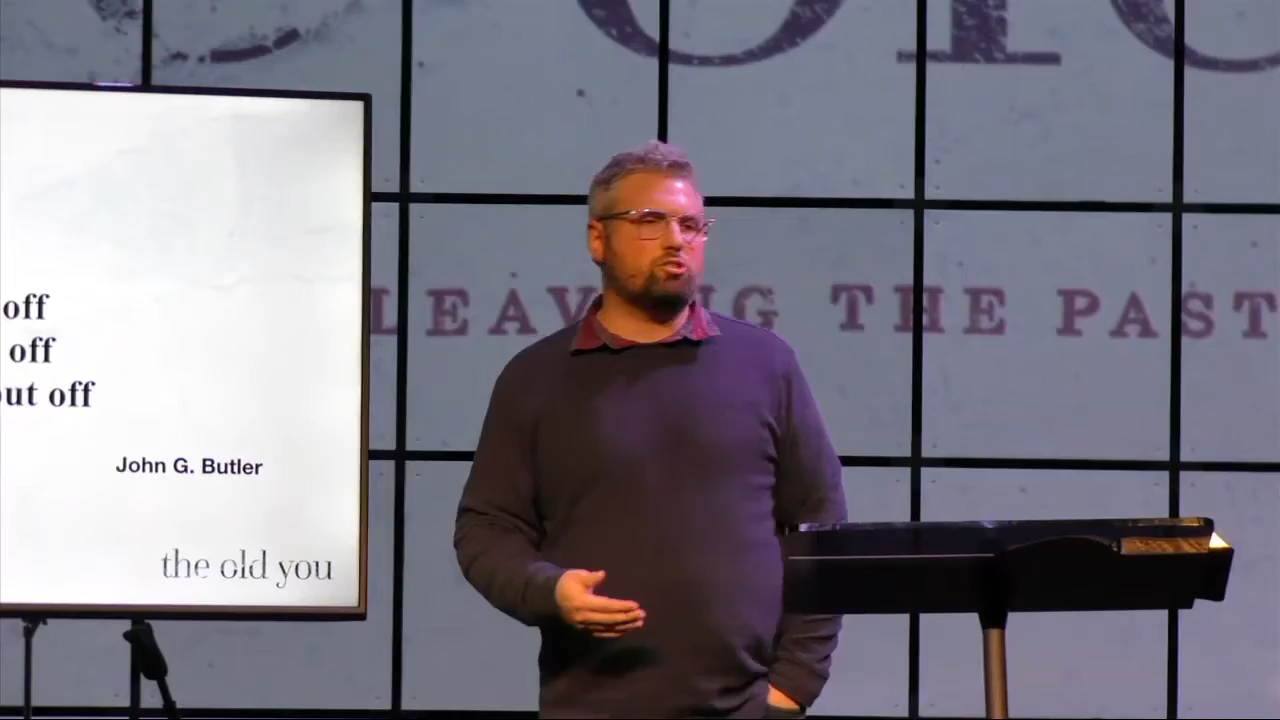 off
off
out off
John G. Butler
the old you
LEAVING THE PAST